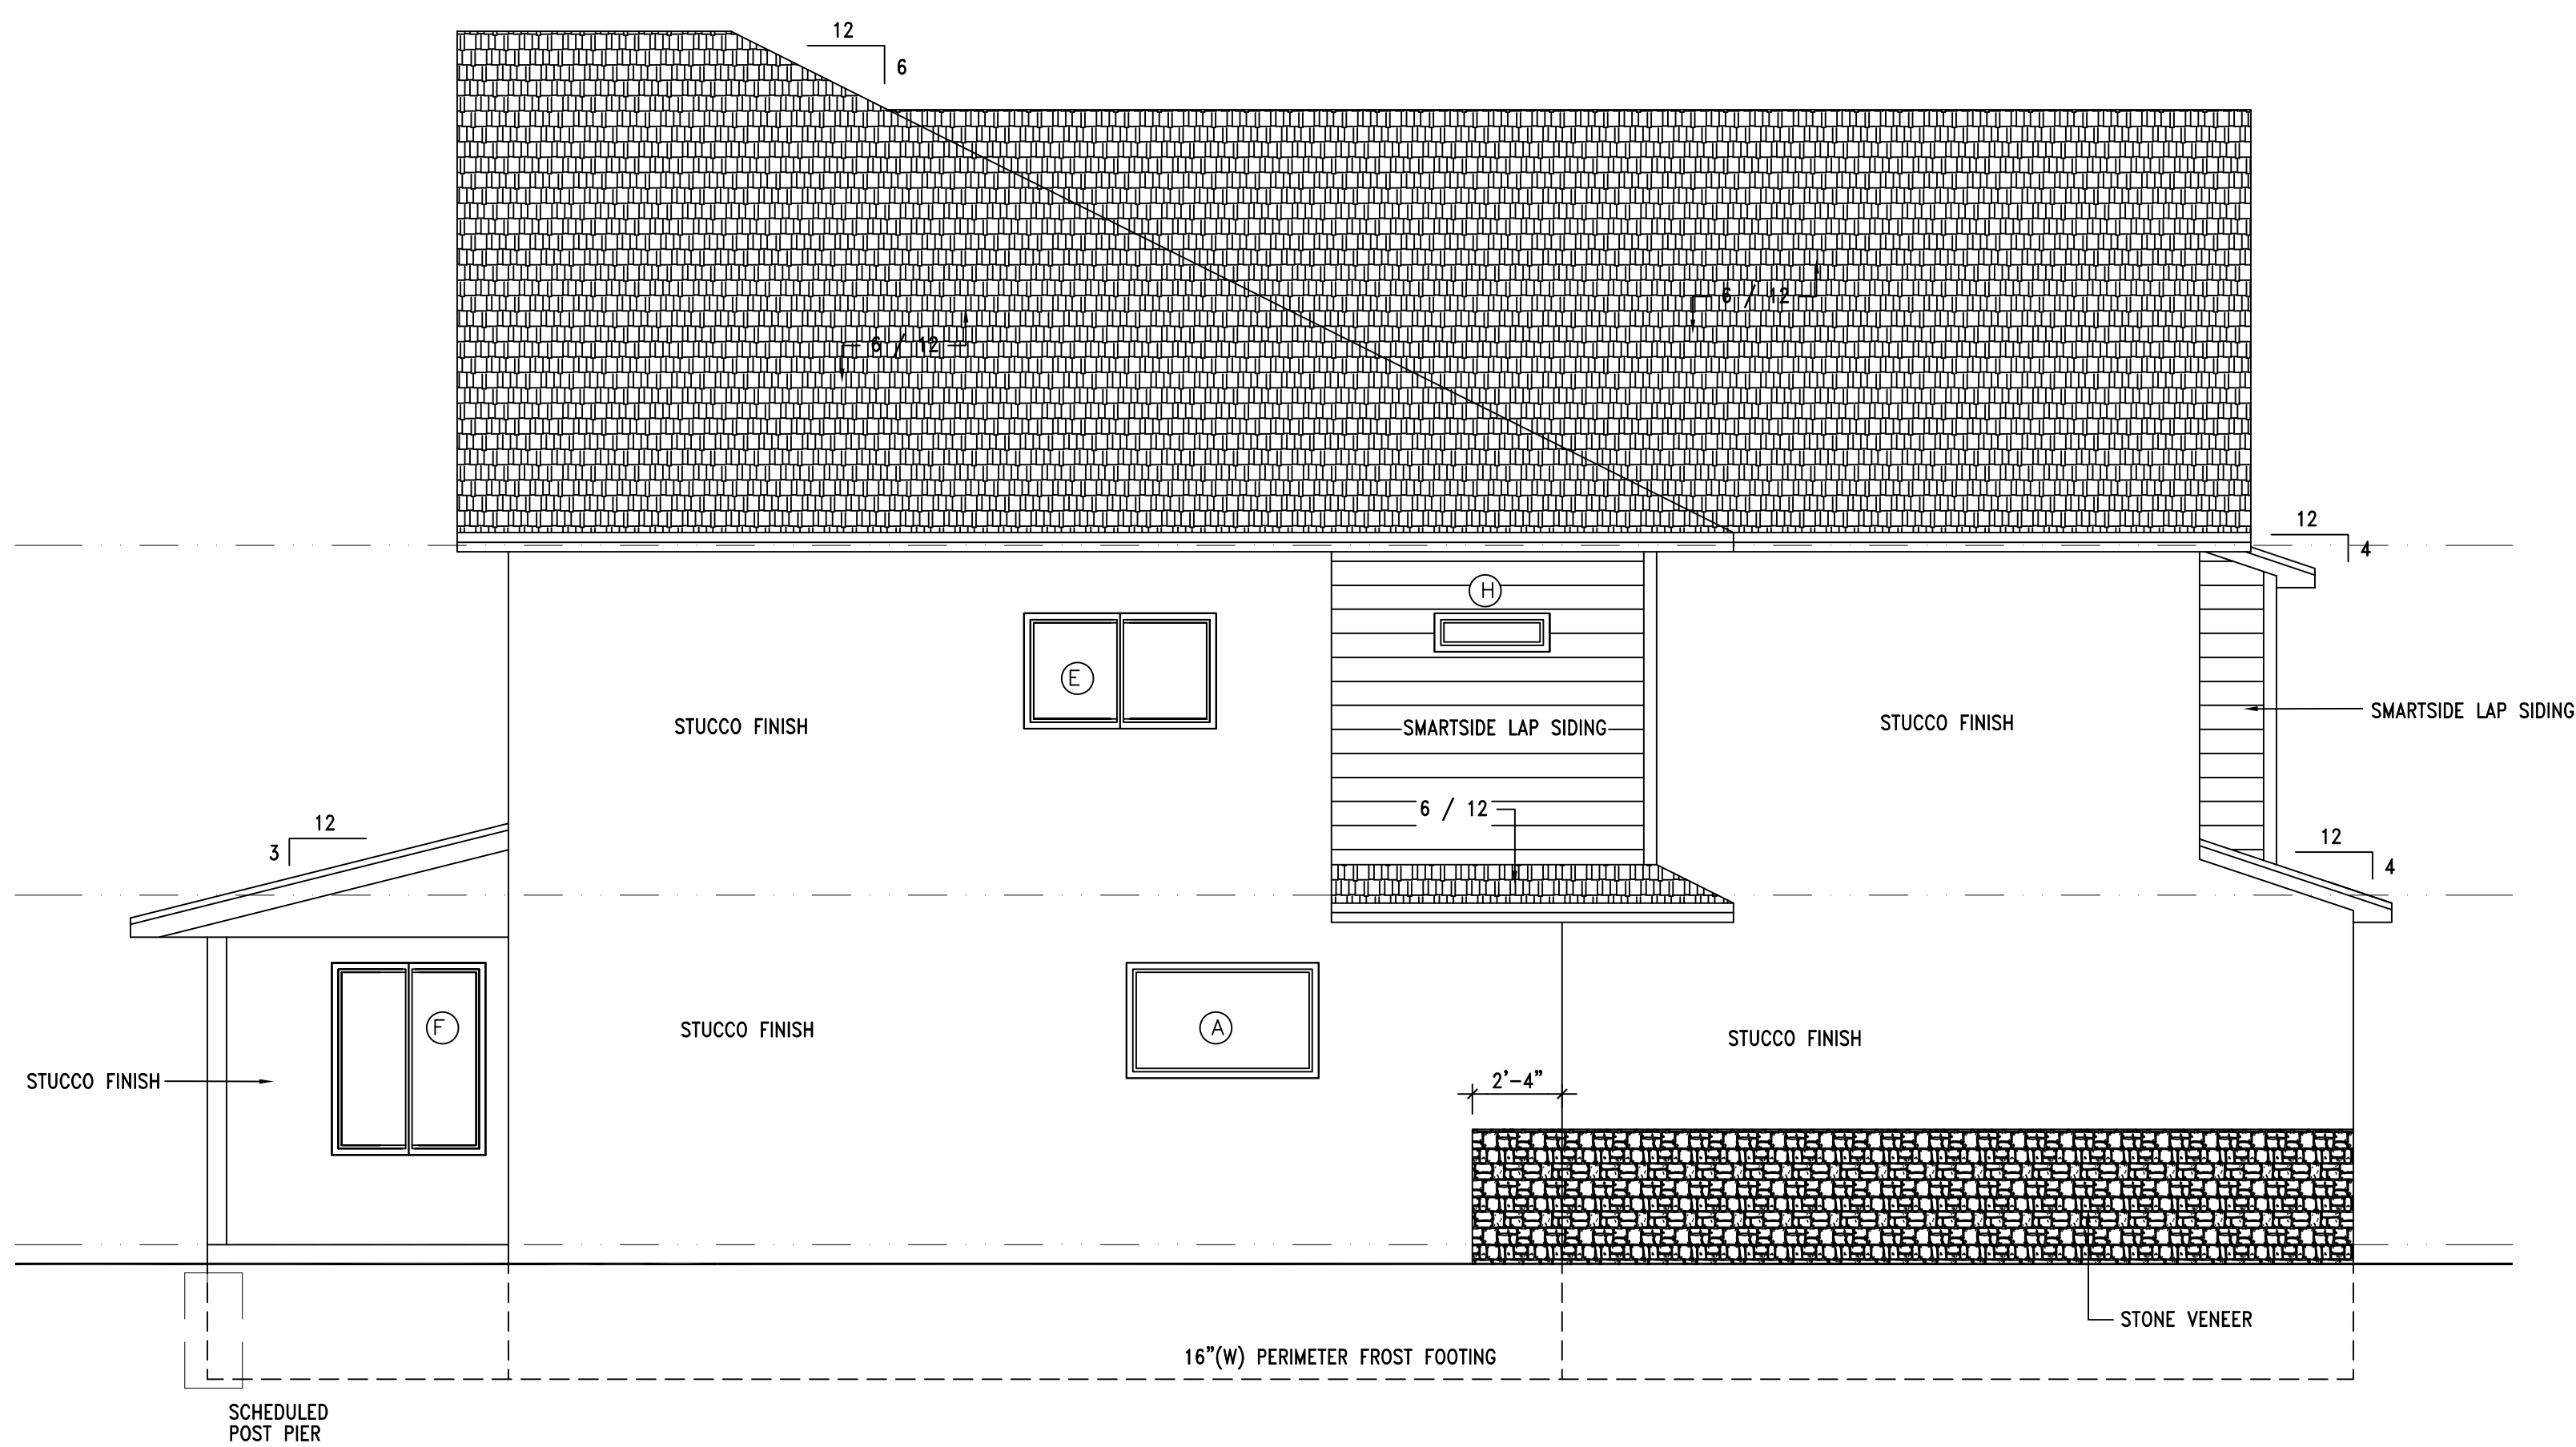 12
6
6 / 12
6 / 12
12
4
H
E
SMARTSIDE LAP SIDING
STUCCO FINISH
SMARTSIDE LAP SIDING
STUCCO FINISH
6 / 12
12
3
12
4
F
A
STUCCO FINISH
STUCCO FINISH
STUCCO FINISH
2'-4"
16"(W) PERIMETER FROST FOOTING
STONE VENEER
SCHEDULED
POST PIER